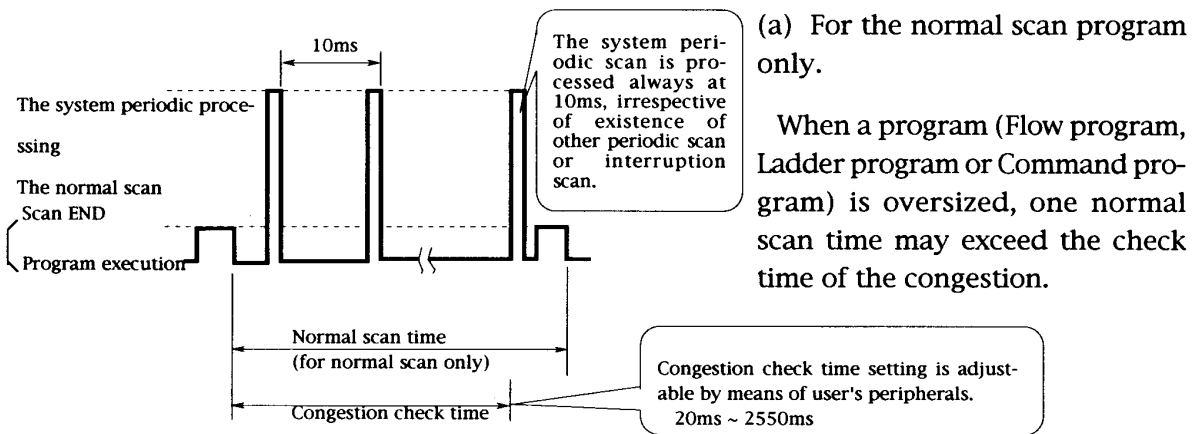 10ms
The system periodic proce-
ssing
The normal scan
Scan END
Program execution
The system peri-
odic scan is pro-
cessed always at
10ms, irrespective
of existence of
other periodic scan
or interruption
scan.
(a) For the normal scan program
only.
When a program (Flow program,
Ladder program or Command pro-
gram) is oversized, one normal
scan time may exceed the check
time of the congestion.
Normal scan time
(for normal scan only)
Congestion check time
Congestion check time setting is adjust-
able by means of user's peripherals.
20ms ~ 2550ms